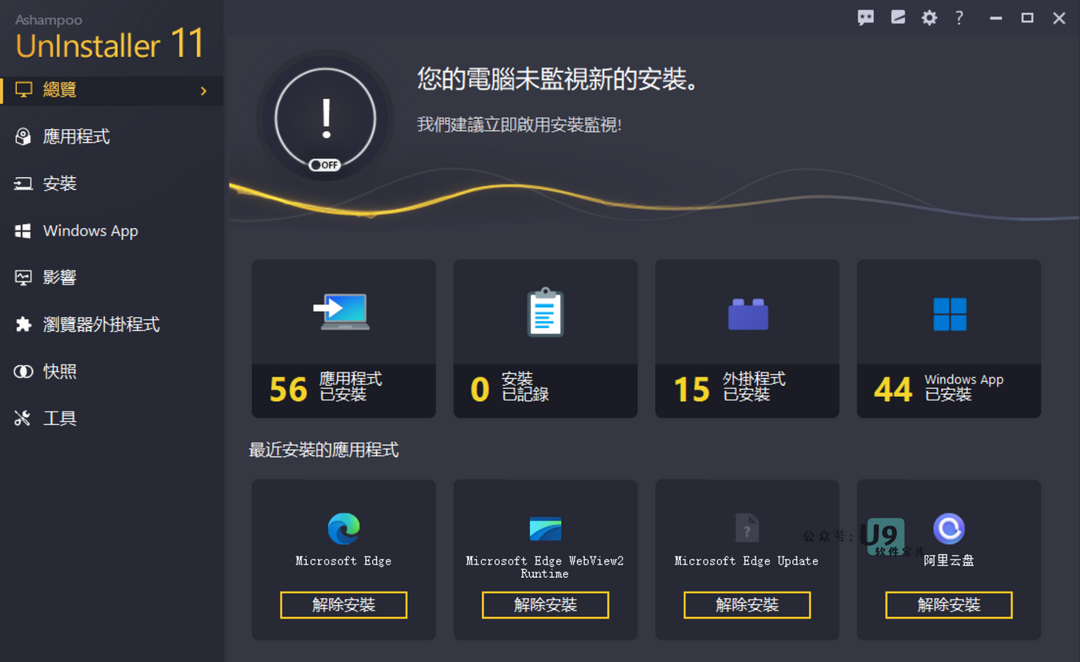 Ashampoo
UnInstaller 11
總覽
應用程式
安裝
Windows App
影響
瀏覽器外掛程式
快照
工具
您的電腦未監視新的安裝。
我們建議立即啟用安裝監視!
!
OFF
56 應用程式
已安裝
0 安裝
已記錄
15 外掛程式
已安裝
44 Windows App
已安裝
最近安裝的應用程式
Microsoft Edge
解除安裝
Microsoft Edge WebView2
Runtime
解除安裝
Microsoft Edge Update
解除安裝
阿里云盘
解除安裝
公众号:
U9
软件宝库